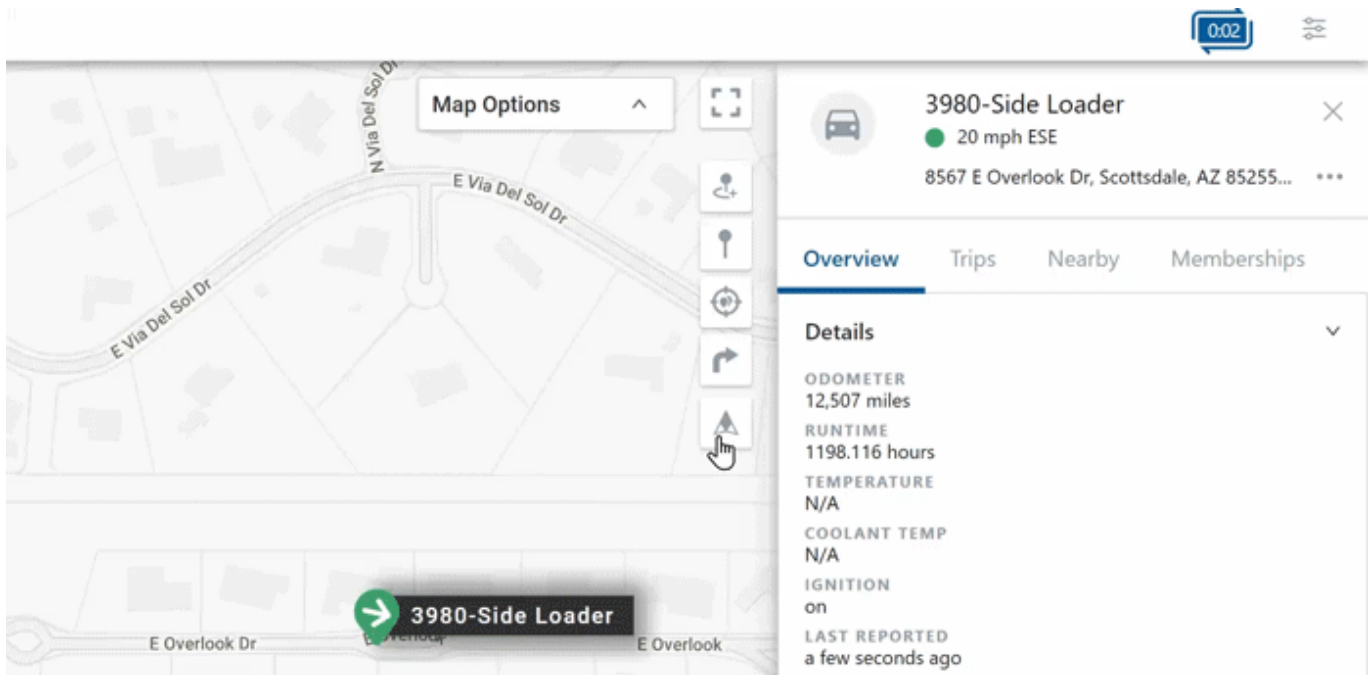 0:02
Map Options
N Via Del Sol Dr
E Via Del Sol Dr
E Via Del Sol Dr
3980-Side Loader
E Overlook Dr
E Overlook
3980-Side Loader
20 mph ESE
8567 E Overlook Dr, Scottsdale, AZ 85255...
Overview Trips Nearby Memberships
Details
ODOMETER
12,507 miles
RUNTIME
1198.116 hours
TEMPERATURE
N/A
COOLANT TEMP
N/A
IGNITION
on
LAST REPORTED
a few seconds ago